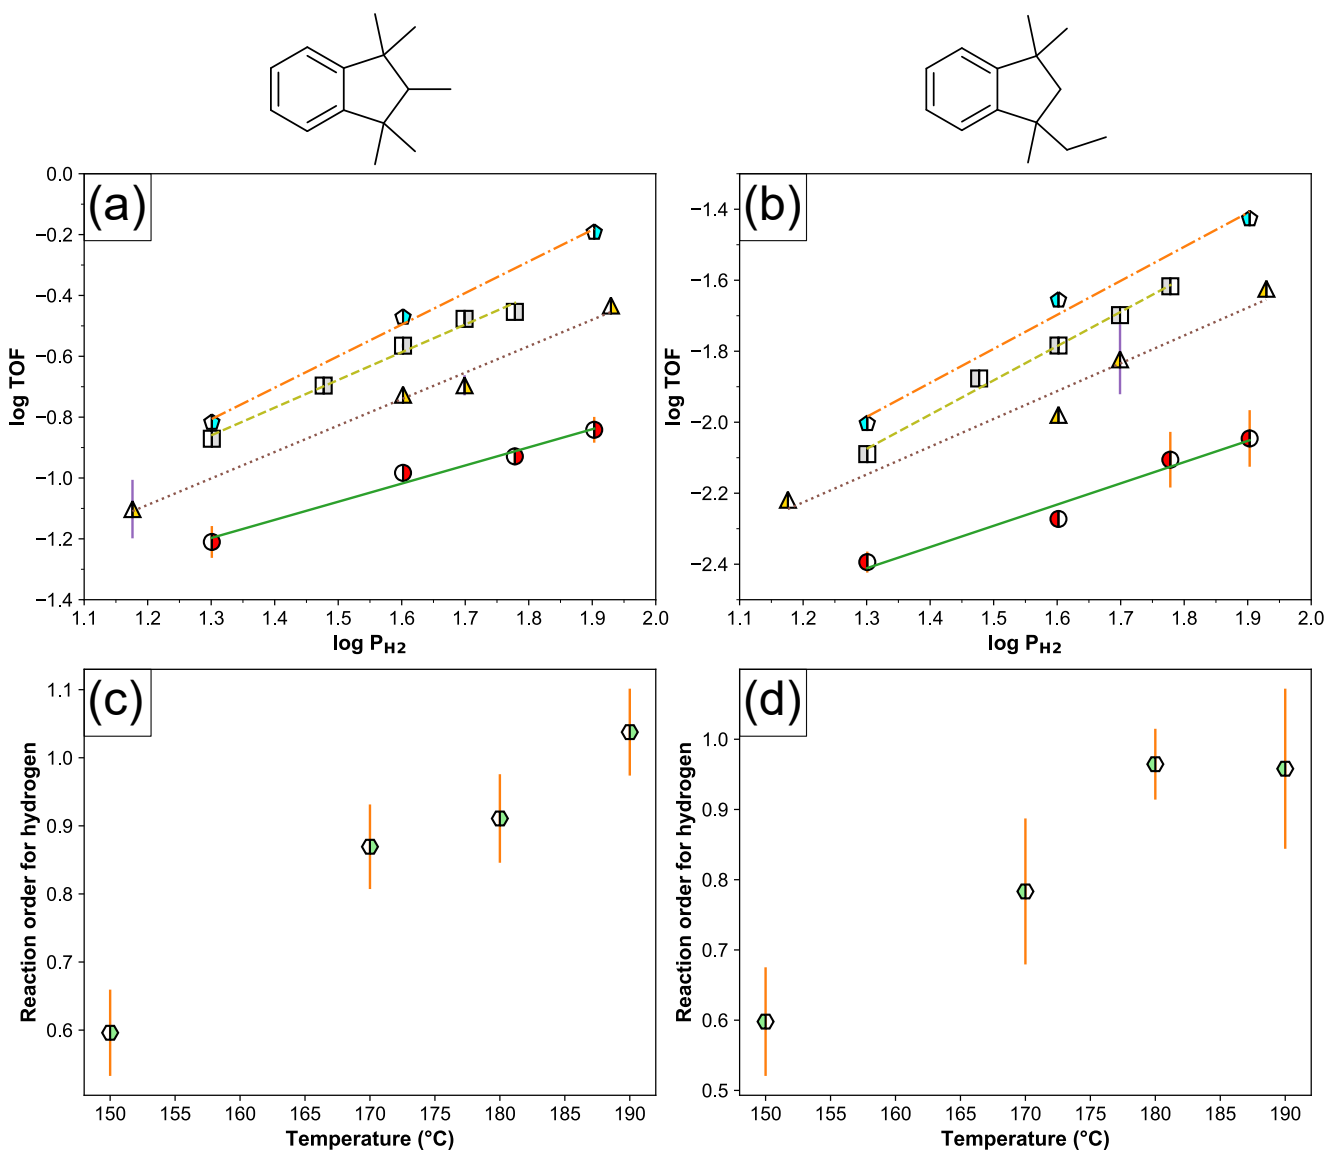 (a)
0.0
−0.2
−0.4
−0.6
−0.8
−1.0
−1.2
−1.4
log TOF
1.1 1.2 1.3 1.4 1.5 1.6 1.7 1.8 1.9 2.0
log P_H2
(b)
−1.4
−1.6
−1.8
−2.0
−2.2
−2.4
log TOF
1.1 1.2 1.3 1.4 1.5 1.6 1.7 1.8 1.9 2.0
log P_H2
(c)
1.1
1.0
0.9
0.8
0.7
0.6
Reaction order for hydrogen
150 155 160 165 170 175 180 185 190
Temperature (°C)
(d)
1.0
0.9
0.8
0.7
0.6
0.5
Reaction order for hydrogen
150 155 160 165 170 175 180 185 190
Temperature (°C)